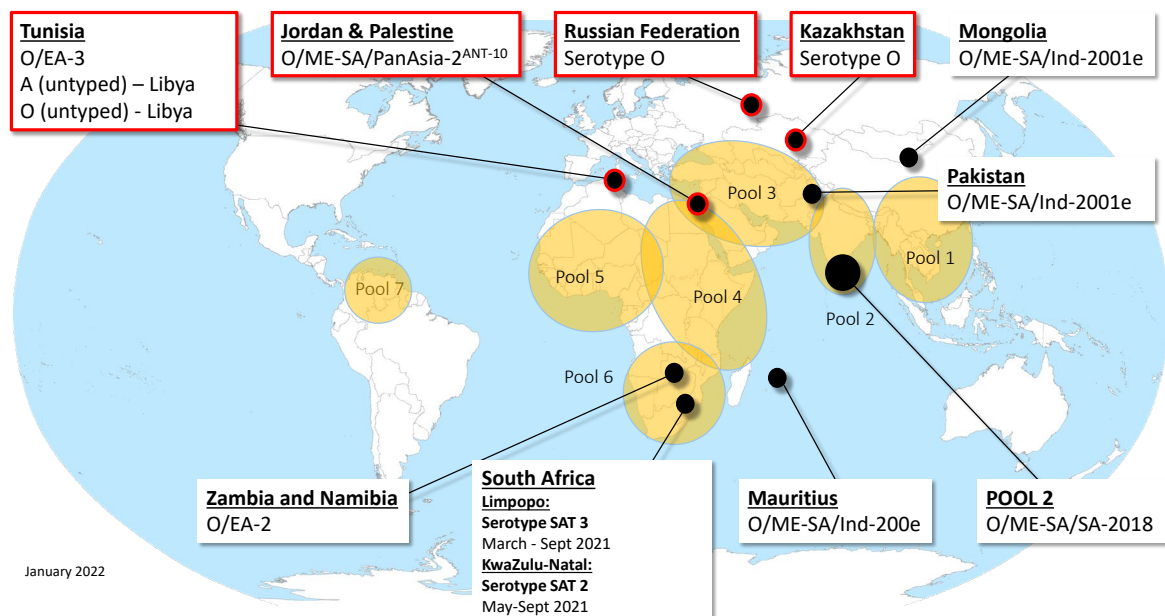 Tunisia
O/EA-3
A (untyped) – Libya
O (untyped) - Libya
Jordan & Palestine
O/ME-SA/PanAsia-2ANT-10
Russian Federation
Serotype O
Kazakhstan
Serotype O
Mongolia
O/ME-SA/Ind-2001e
Pakistan
O/ME-SA/Ind-2001e
Pool 3
Pool 1
Pool 5
Pool 7
Pool 4
Pool 2
Pool 6
Zambia and Namibia
O/EA-2
South Africa
Limpopo:
Serotype SAT 3
March - Sept 2021
KwaZulu-Natal:
Serotype SAT 2
May-Sept 2021
Mauritius
O/ME-SA/Ind-200e
POOL 2
O/ME-SA/SA-2018
January 2022